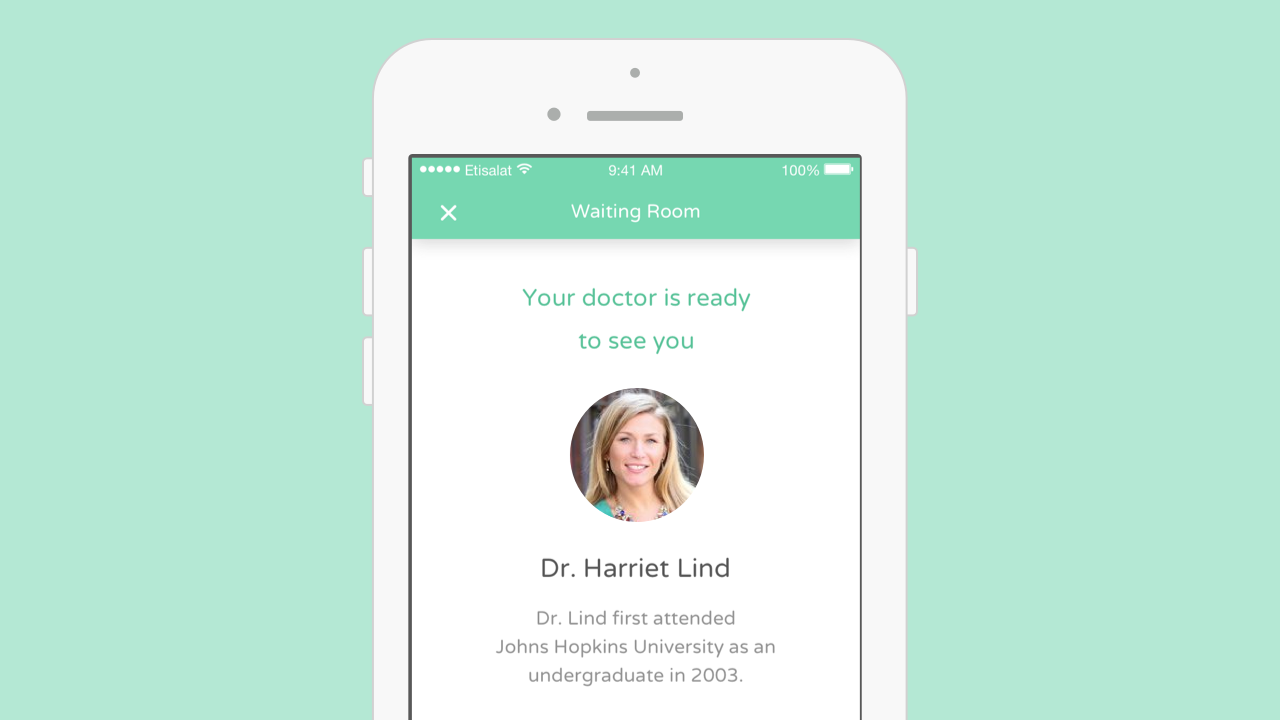 Etisalat 9:41 AM 100%
Waiting Room
Your doctor is ready
to see you
Dr. Harriet Lind
Dr. Lind first attended
Johns Hopkins University as an
undergraduate in 2003.